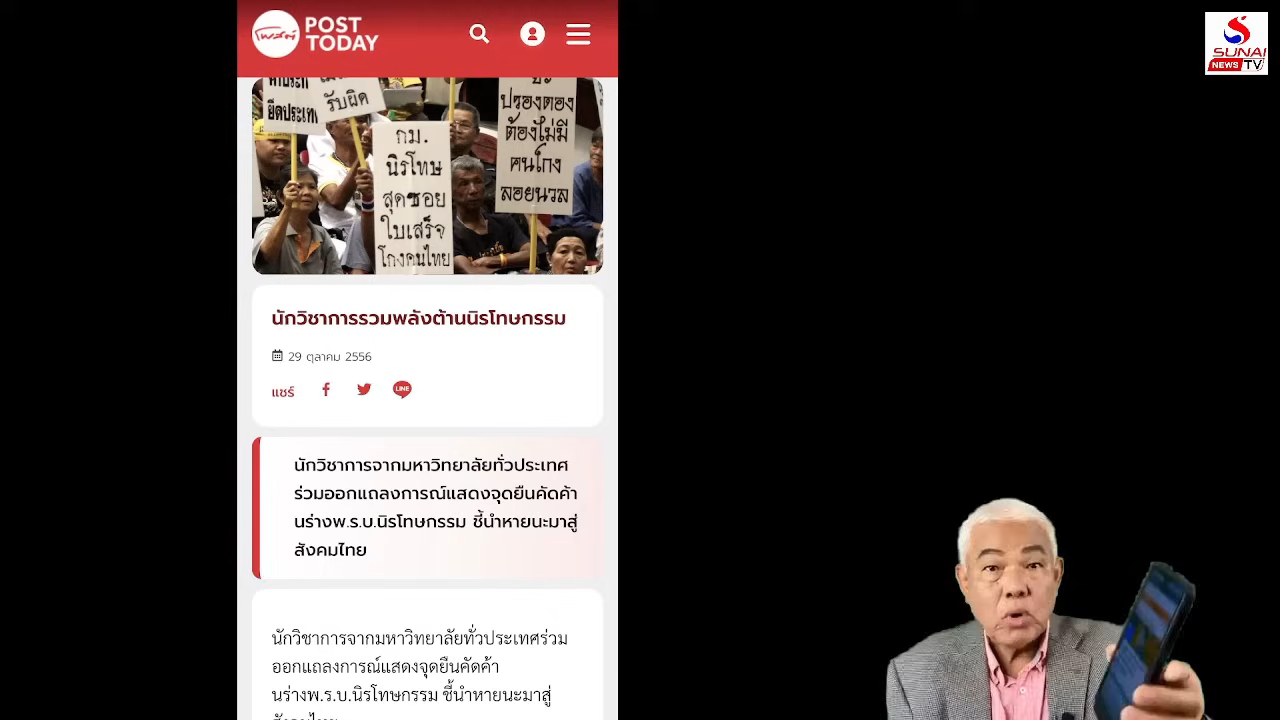 โพสต์
POST
TODAY
SUNAI
NEWS TV
ยึดประเท
รับผิด
กม.
นิรโทษ
สุดซอย
ใบเสร็จ
โกงคนไทย
ปรองดอง
ต้องไม่มี
คนโกง
ลอยนวล
นักวิชาการรวมพลังต้านนิรโทษกรรม
29 ตุลาคม 2556
แชร์
LINE
นักวิชาการจากมหาวิทยาลัยทั่วประเทศ
ร่วมออกแถลงการณ์แสดงจุดยืนคัดค้า
นร่างพ.ร.บ.นิรโทษกรรม ชี้นำหายนะมาสู่
สังคมไทย
นักวิชาการจากมหาวิทยาลัยทั่วประเทศร่วม
ออกแถลงการณ์แสดงจุดยืนคัดค้า
นร่างพ.ร.บ.นิรโทษกรรม ชี้นำหายนะมาสู่